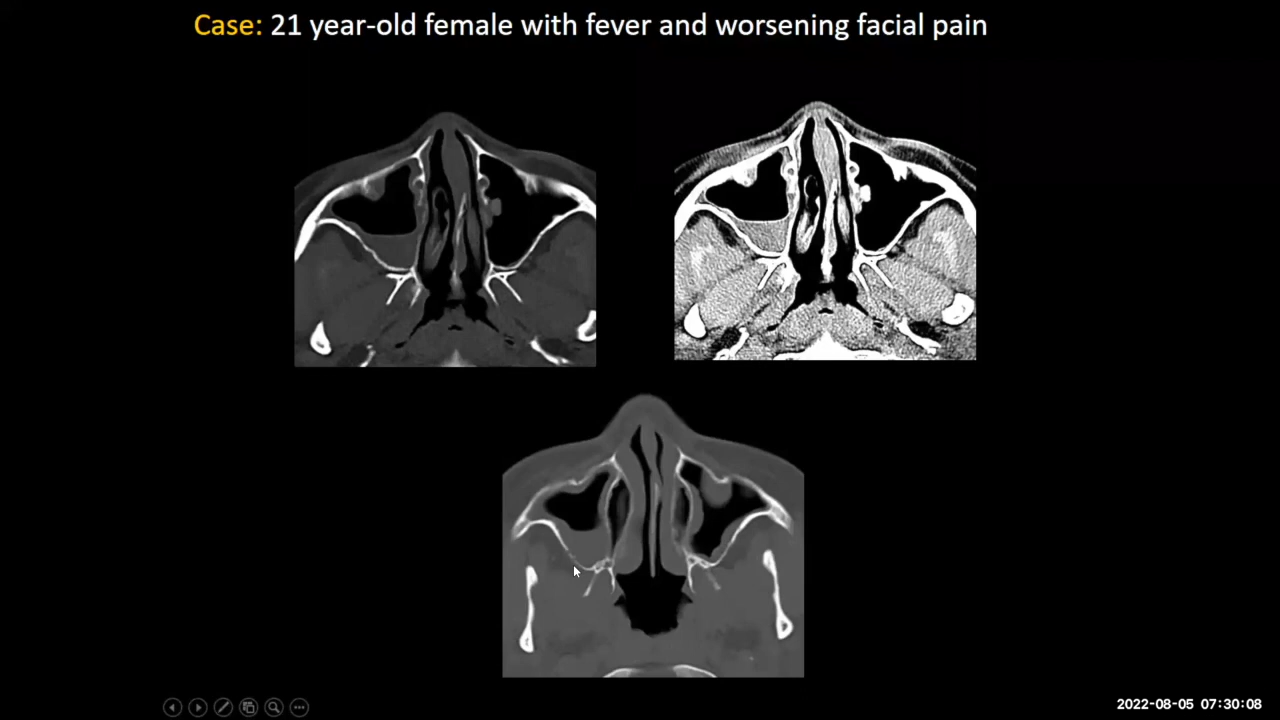 Case: 21 year-old female with fever and worsening facial pain
2022-08-05 07:30:08